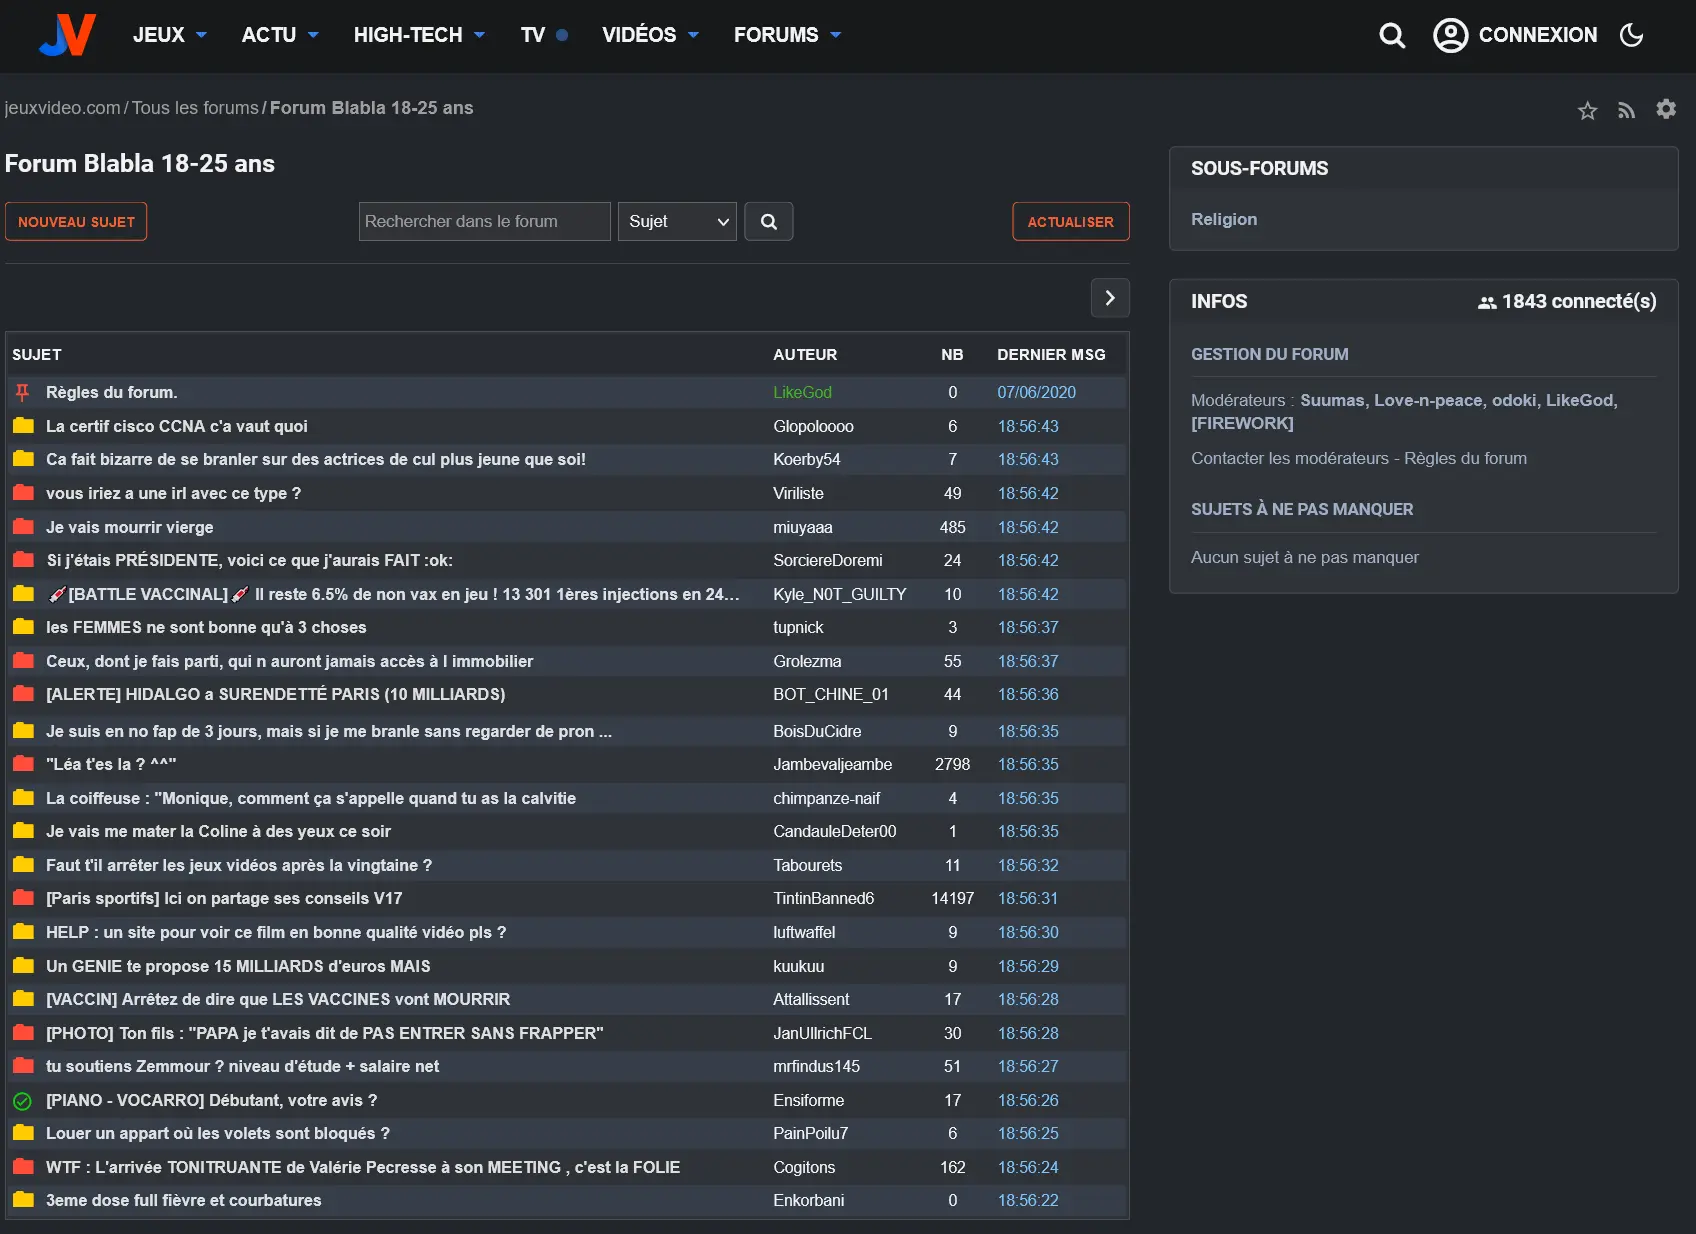 JV JEUX ACTU HIGH-TECH TV VIDÉOS FORUMS CONNEXION
jeuxvideo.com / Tous les forums / Forum Blabla 18-25 ans
Forum Blabla 18-25 ans
NOUVEAU SUJET Rechercher dans le forum Sujet ACTUALISER
SUJET AUTEUR NB DERNIER MSG
Règles du forum. LikeGod 0 07/06/2020
La certif cisco CCNA c'a vaut quoi Glopoloooo 6 18:56:43
Ca fait bizarre de se branler sur des actrices de cul plus jeune que soi! Koerby54 7 18:56:43
vous iriez a une irl avec ce type ? Viriliste 49 18:56:42
Je vais mourrir vierge miuyaaa 485 18:56:42
Si j'étais PRÉSIDENTE, voici ce que j'aurais FAIT :ok: SorciereDoremi 24 18:56:42
💉[BATTLE VACCINAL]💉 Il reste 6.5% de non vax en jeu ! 13 301 1ères injections en 24... Kyle_N0T_GUILTY 10 18:56:42
les FEMMES ne sont bonne qu'à 3 choses tupnick 3 18:56:37
Ceux, dont je fais parti, qui n auront jamais accès à l immobilier Grolezma 55 18:56:37
[ALERTE] HIDALGO a SURENDETTÉ PARIS (10 MILLIARDS) BOT_CHINE_01 44 18:56:36
Je suis en no fap de 3 jours, mais si je me branle sans regarder de pron ... BoisDuCidre 9 18:56:35
"Léa t'es la ? ^^" Jambevaljeambe 2798 18:56:35
La coiffeuse : "Monique, comment ça s'appelle quand tu as la calvitie chimpanze-naif 4 18:56:35
Je vais me mater la Coline à des yeux ce soir CandauleDeter00 1 18:56:35
Faut t'il arrêter les jeux vidéos après la vingtaine ? Tabourets 11 18:56:32
[Paris sportifs] Ici on partage ses conseils V17 TintinBanned6 14197 18:56:31
HELP : un site pour voir ce film en bonne qualité vidéo pls ? luftwaffel 9 18:56:30
Un GENIE te propose 15 MILLIARDS d'euros MAIS kuukuu 9 18:56:29
[VACCIN] Arrêtez de dire que LES VACCINES vont MOURRIR Attallissent 17 18:56:28
[PHOTO] Ton fils : "PAPA je t'avais dit de PAS ENTRER SANS FRAPPER" JanUllrichFCL 30 18:56:28
tu soutiens Zemmour ? niveau d'étude + salaire net mrfindus145 51 18:56:27
[PIANO - VOCARRO] Débutant, votre avis ? Ensiforme 17 18:56:26
Louer un appart où les volets sont bloqués ? PainPoilu7 6 18:56:25
WTF : L'arrivée TONITRUANTE de Valérie Pecresse à son MEETING , c'est la FOLIE Cogitons 162 18:56:24
3eme dose full fièvre et courbatures Enkorbani 0 18:56:22
SOUS-FORUMS
Religion
INFOS 1843 connecté(s)
GESTION DU FORUM
Modérateurs : Suumas, Love-n-peace, odoki, LikeGod,
[FIREWORK]
Contacter les modérateurs - Règles du forum
SUJETS À NE PAS MANQUER
Aucun sujet à ne pas manquer